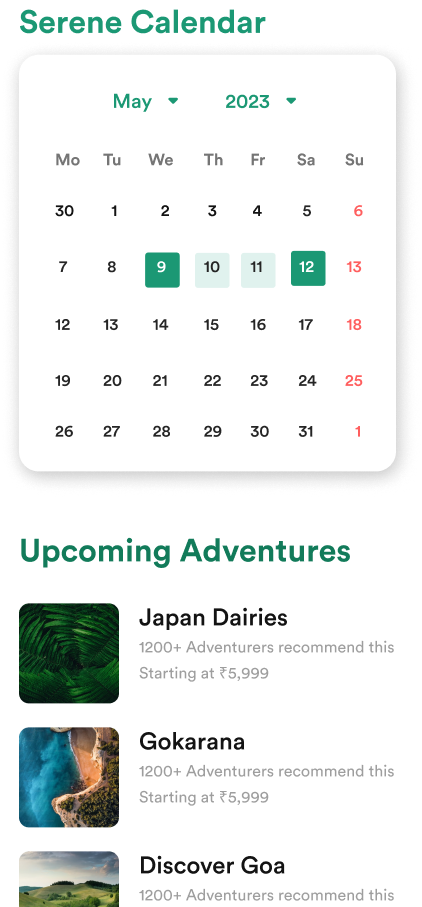 Serene Calendar
May 2023
Mo Tu We Th Fr Sa Su
30 1 2 3 4 5 6
7 8 9 10 11 12 13
12 13 14 15 16 17 18
19 20 21 22 23 24 25
26 27 28 29 30 31 1
Upcoming Adventures
Japan Dairies
1200+ Adventurers recommend this
Starting at ₹5,999
Gokarana
1200+ Adventurers recommend this
Starting at ₹5,999
Discover Goa
1200+ Adventurers recommend this